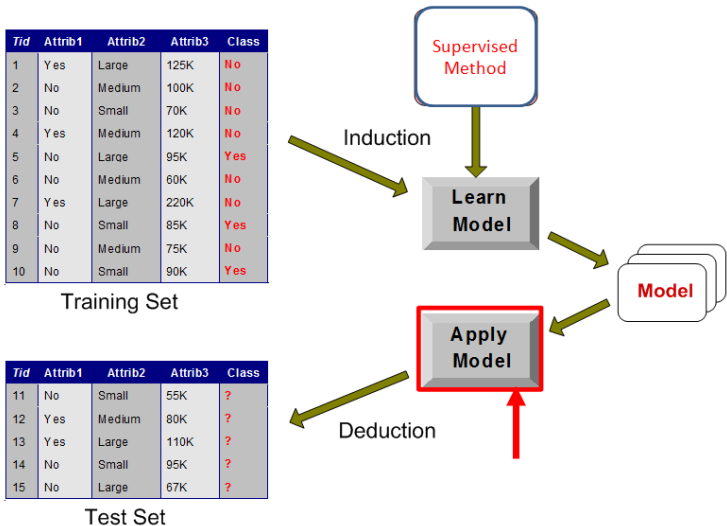 Tid Attrib1 Attrib2 Attrib3 Class
1 Yes Large 125K No
2 No Medium 100K No
3 No Small 70K No
4 Yes Medium 120K No
5 No Large 95K Yes
6 No Medium 60K No
7 Yes Large 220K No
8 No Small 85K Yes
9 No Medium 75K No
10 No Small 90K Yes
Training Set
Supervised
Method
Induction
Learn
Model
Model
Apply
Model
Deduction
Tid Attrib1 Attrib2 Attrib3 Class
11 No Small 55K ?
12 Yes Medium 80K ?
13 Yes Large 110K ?
14 No Small 95K ?
15 No Large 67K ?
Test Set